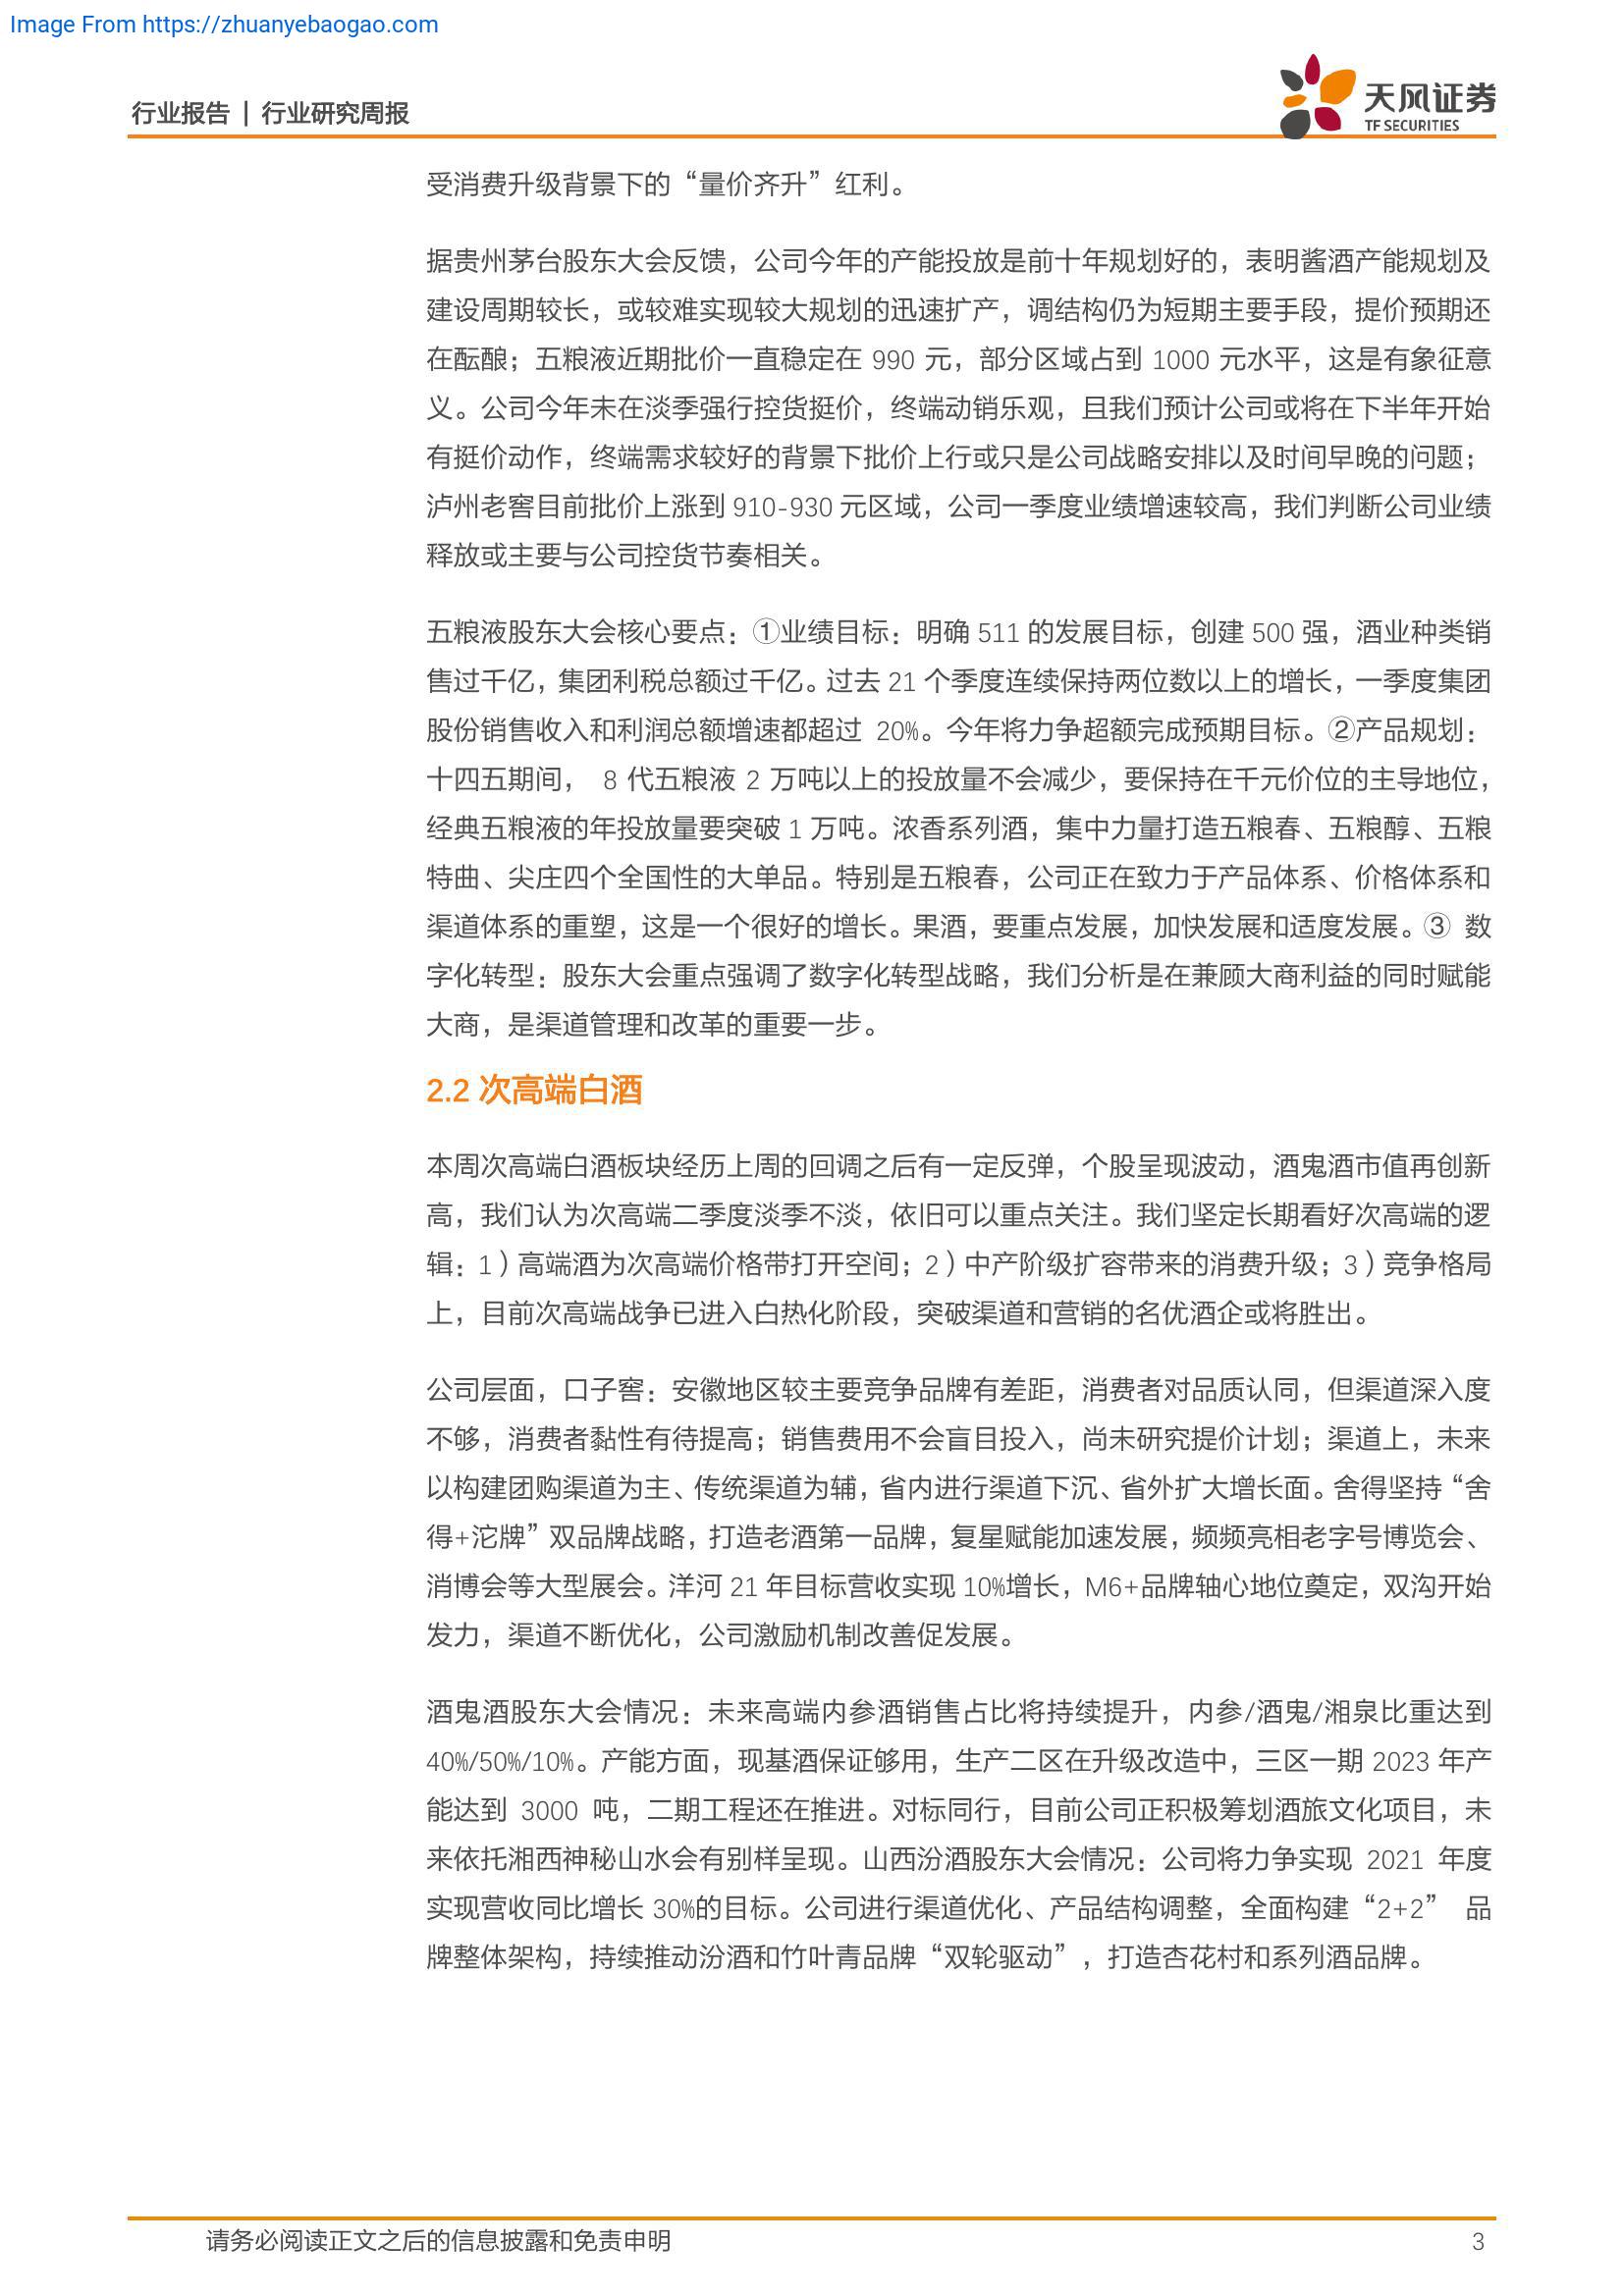 Image From https://zhuanyebaogao.com
行业报告 | 行业研究周报
天风证券
TF SECURITIES
受消费升级背景下的“量价齐升”红利。
据贵州茅台股东大会反馈，公司今年的产能投放是前十年规划好的，表明酱酒产能规划及
建设周期较长，或较难实现较大规划的迅速扩产，调结构仍为短期主要手段，提价预期还
在酝酿；五粮液近期批价一直稳定在 990 元，部分区域占到 1000 元水平，这是有象征意
义。公司今年未在淡季强行控货挺价，终端动销乐观，且我们预计公司或将在下半年开始
有挺价动作，终端需求较好的背景下批价上行或只是公司战略安排以及时间早晚的问题；
泸州老窖目前批价上涨到 910-930 元区域，公司一季度业绩增速较高，我们判断公司业绩
释放或主要与公司控货节奏相关。
五粮液股东大会核心要点：①业绩目标：明确 511 的发展目标，创建 500 强，酒业种类销
售过千亿，集团利税总额过千亿。过去 21 个季度连续保持两位数以上的增长，一季度集团
股份销售收入和利润总额增速都超过 20%。今年将力争超额完成预期目标。②产品规划：
十四五期间， 8 代五粮液 2 万吨以上的投放量不会减少，要保持在千元价位的主导地位，
经典五粮液的年投放量要突破 1 万吨。浓香系列酒，集中力量打造五粮春、五粮醇、五粮
特曲、尖庄四个全国性的大单品。特别是五粮春，公司正在致力于产品体系、价格体系和
渠道体系的重塑，这是一个很好的增长。果酒，要重点发展，加快发展和适度发展。③ 数
字化转型：股东大会重点强调了数字化转型战略，我们分析是在兼顾大商利益的同时赋能
大商，是渠道管理和改革的重要一步。
2.2 次高端白酒
本周次高端白酒板块经历上周的回调之后有一定反弹，个股呈现波动，酒鬼酒市值再创新
高，我们认为次高端二季度淡季不淡，依旧可以重点关注。我们坚定长期看好次高端的逻
辑：1）高端酒为次高端价格带打开空间；2）中产阶级扩容带来的消费升级；3）竞争格局
上，目前次高端战争已进入白热化阶段，突破渠道和营销的名优酒企或将胜出。
公司层面，口子窖：安徽地区较主要竞争品牌有差距，消费者对品质认同，但渠道深入度
不够，消费者黏性有待提高；销售费用不会盲目投入，尚未研究提价计划；渠道上，未来
以构建团购渠道为主、传统渠道为辅，省内进行渠道下沉、省外扩大增长面。舍得坚持“舍
得+沱牌”双品牌战略，打造老酒第一品牌，复星赋能加速发展，频频亮相老字号博览会、
消博会等大型展会。洋河 21 年目标营收实现 10%增长，M6+品牌轴心地位奠定，双沟开始
发力，渠道不断优化，公司激励机制改善促发展。
酒鬼酒股东大会情况：未来高端内参酒销售占比将持续提升，内参/酒鬼/湘泉比重达到
40%/50%/10%。产能方面，现基酒保证够用，生产二区在升级改造中，三区一期 2023 年产
能达到 3000 吨，二期工程还在推进。对标同行，目前公司正积极筹划酒旅文化项目，未
来依托湘西神秘山水会有别样呈现。山西汾酒股东大会情况：公司将力争实现 2021 年度
实现营收同比增长 30%的目标。公司进行渠道优化、产品结构调整，全面构建“2+2” 品
牌整体架构，持续推动汾酒和竹叶青品牌“双轮驱动”，打造杏花村和系列酒品牌。
请务必阅读正文之后的信息披露和免责申明
3